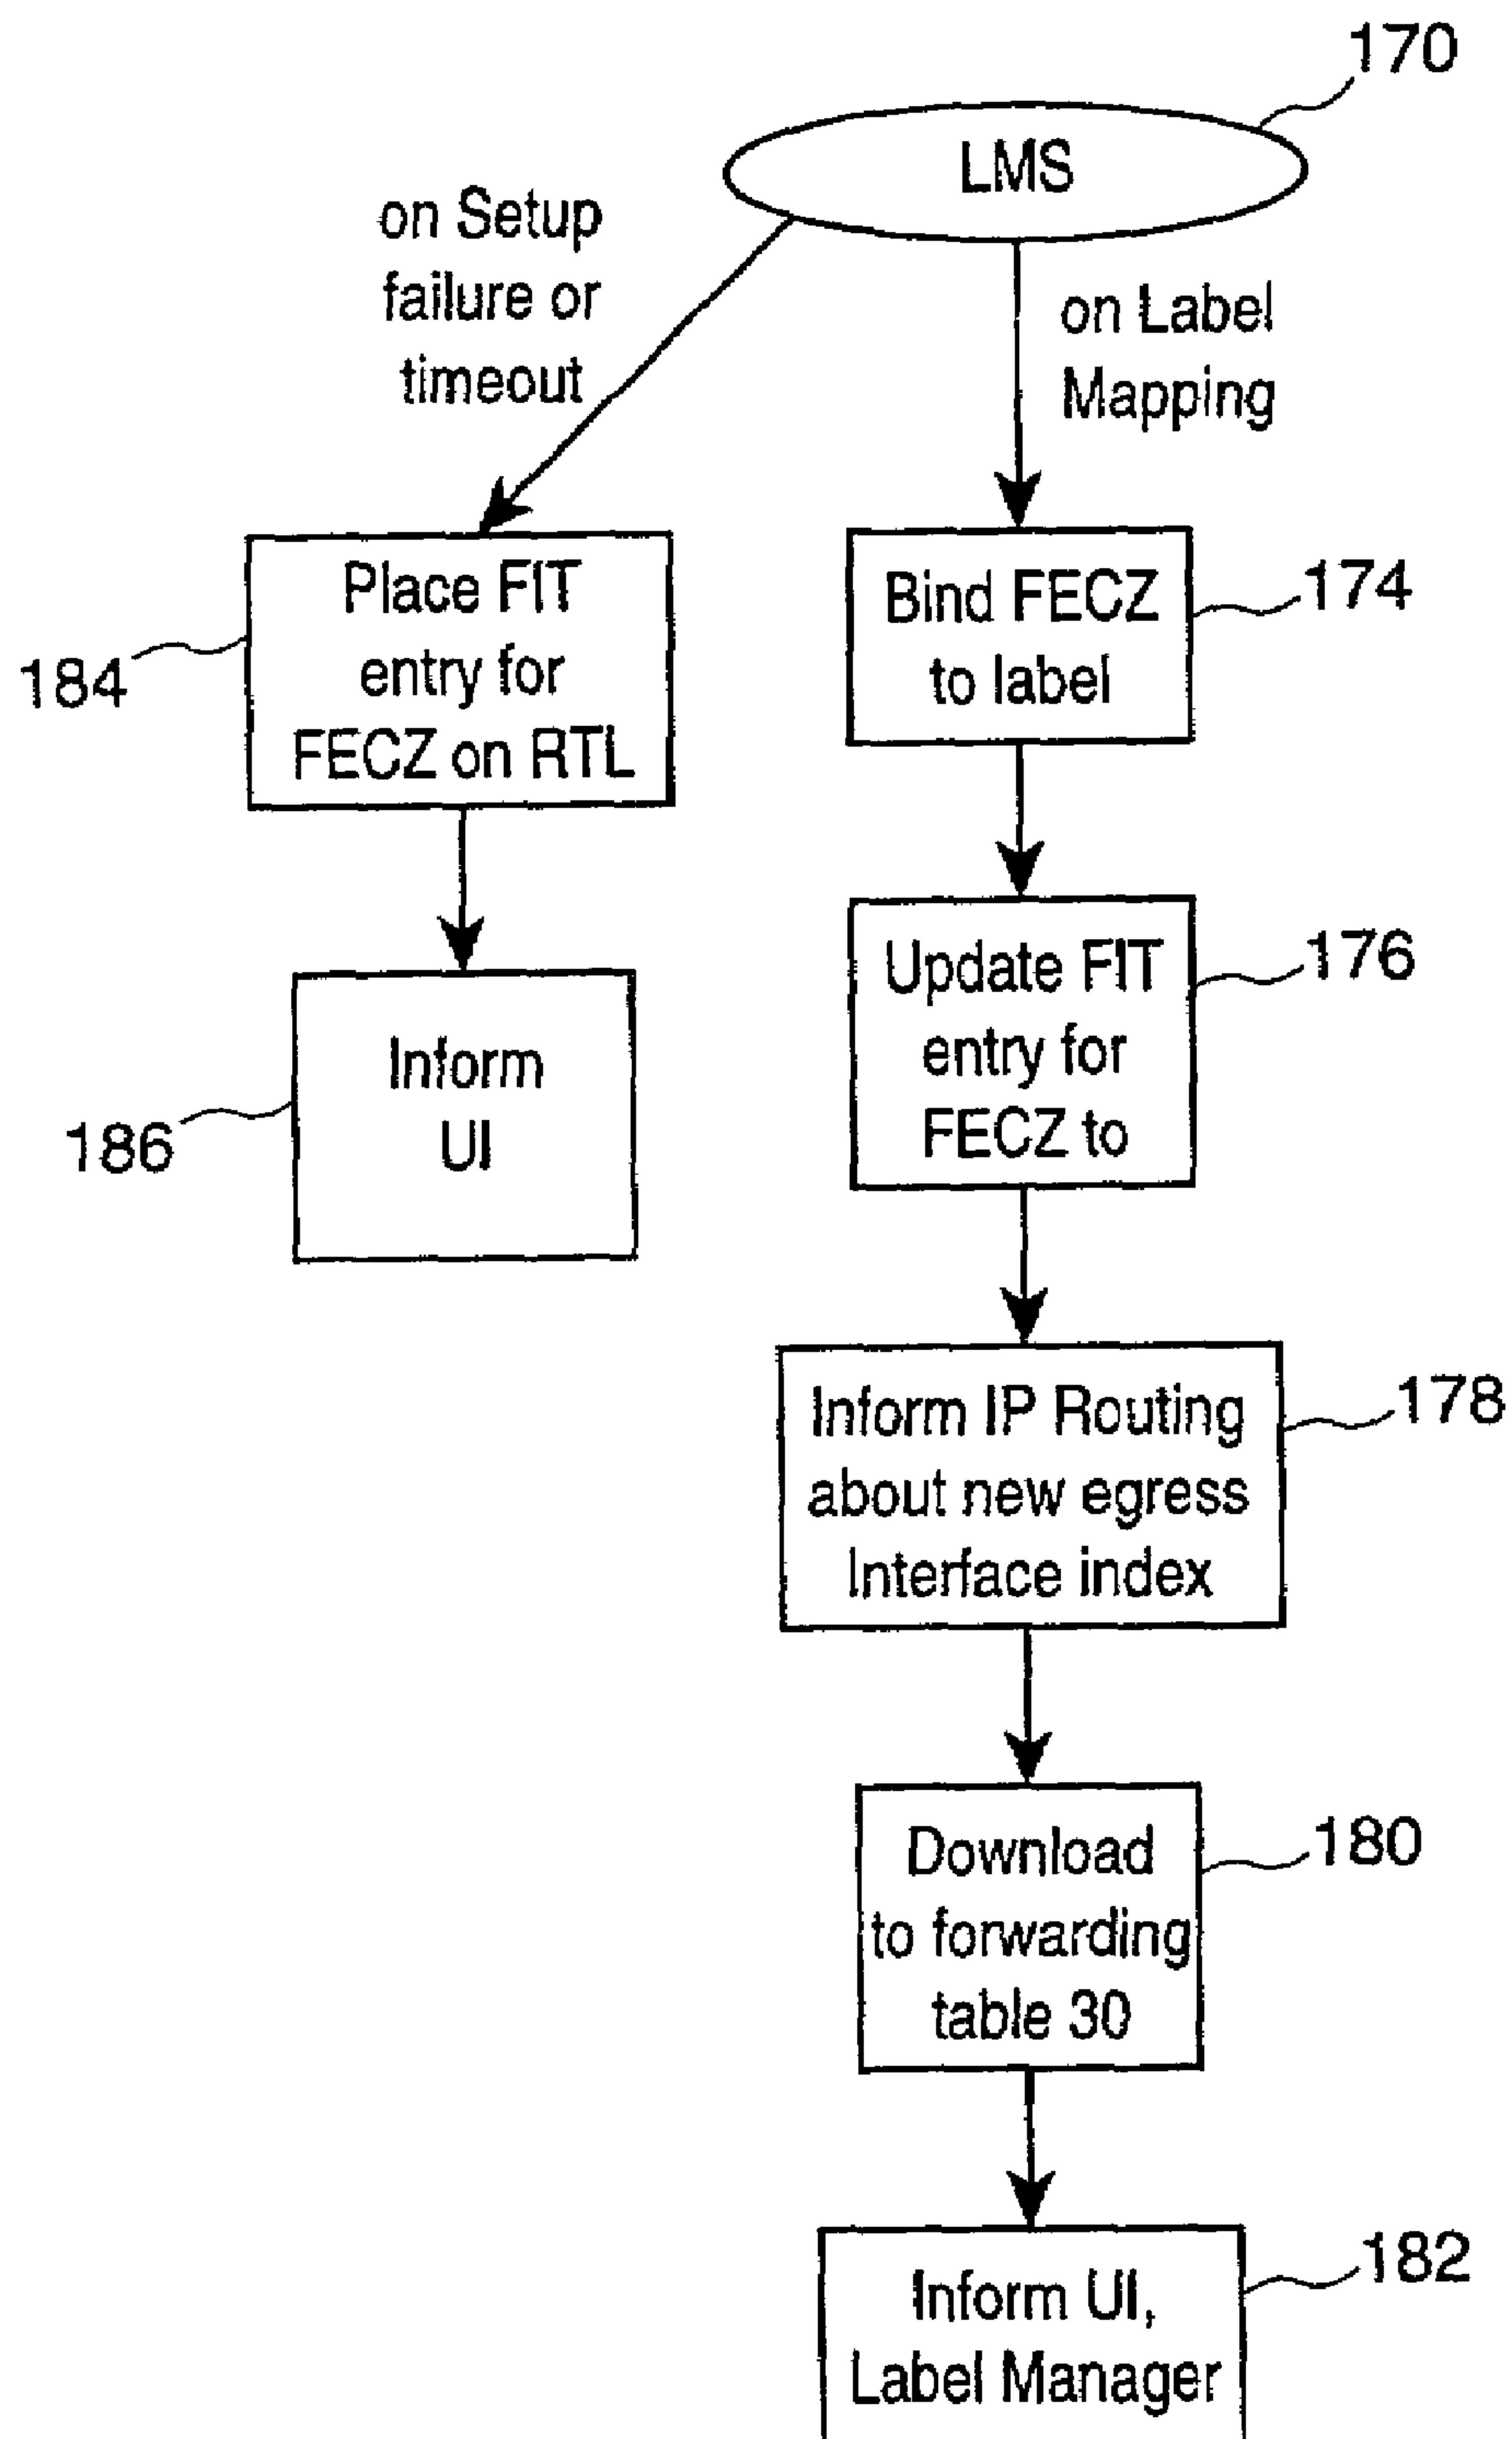 170
LMS
on Setup
failure or
timeout
on Label
Mapping
Place FIT
entry for
FECZ on RTL
184
Bind FECZ
to label
174
Update FIT
entry for
FECZ to
176
Inform
UI
186
Inform IP Routing
about new egress
Interface index
178
Download
to forwarding
table 30
180
Inform UI,
Label Manager
182